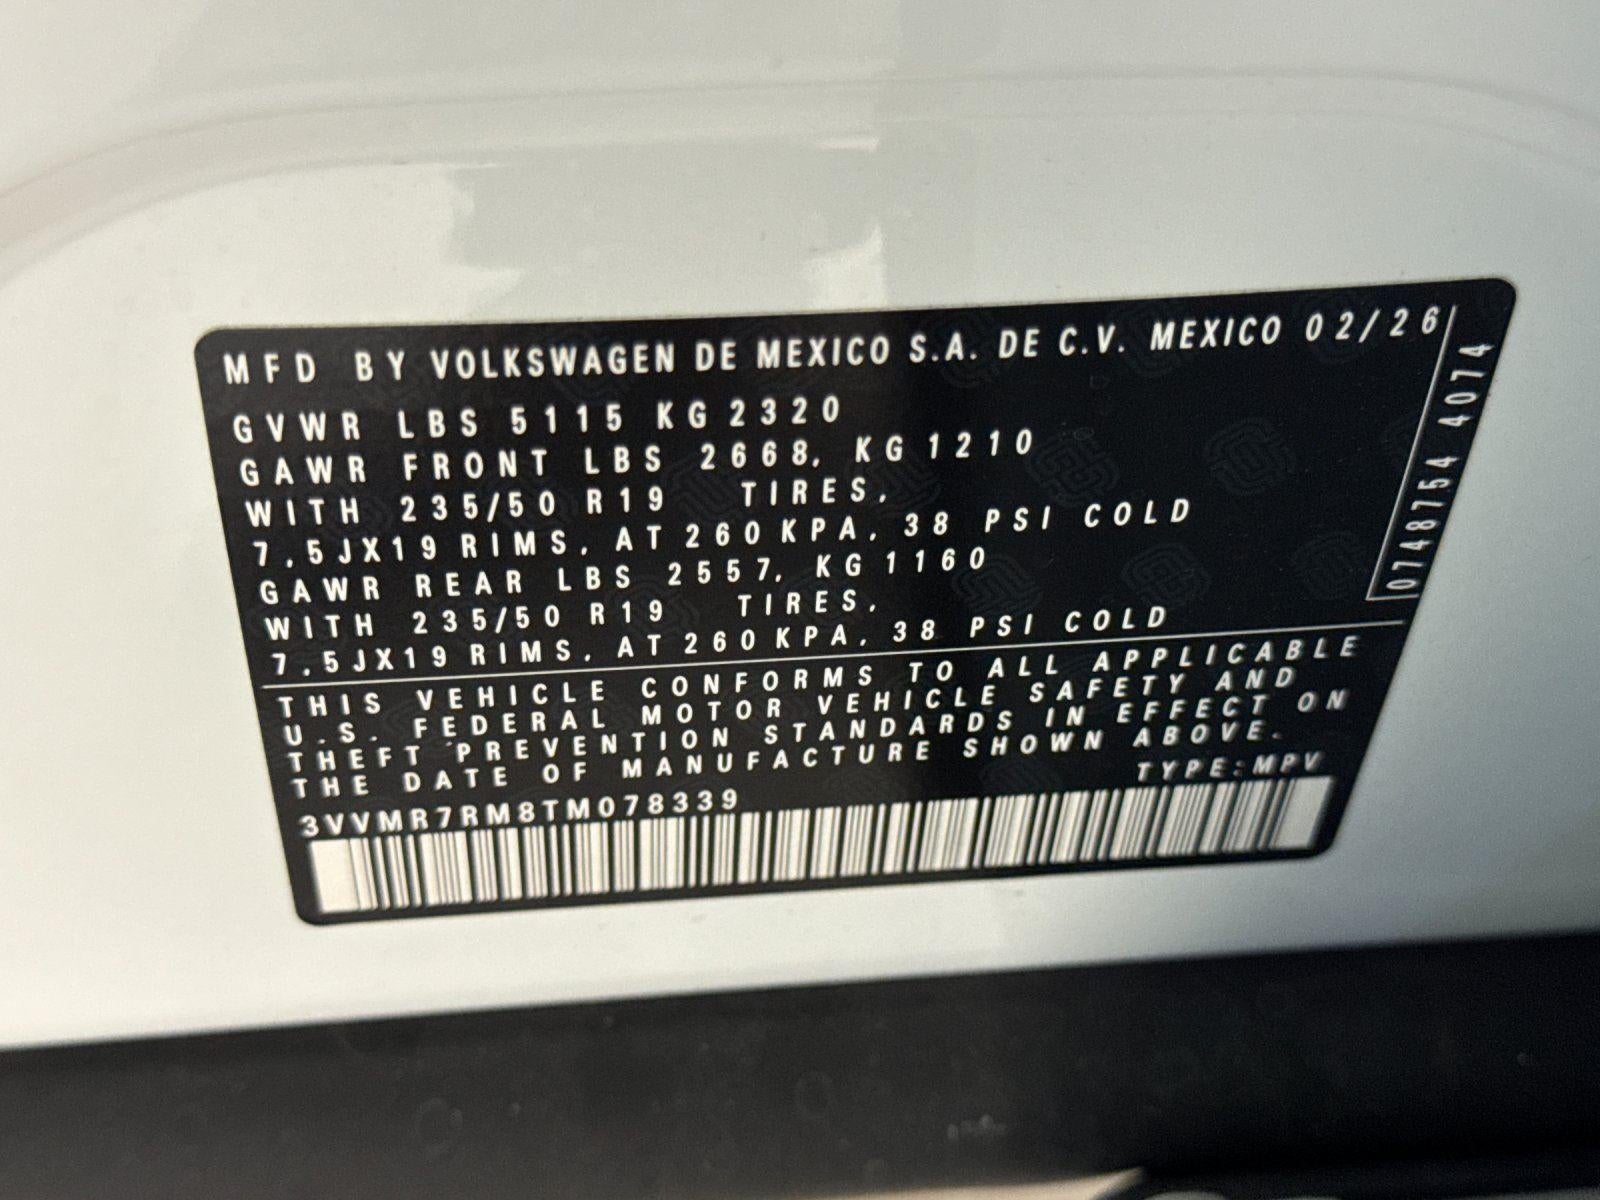 MFD BY VOLKSWAGEN DE MEXICO S.A. DE C.V. MEXICO 02/26
GVWR LBS 5115 KG 2320
GAWR FRONT LBS 2668, KG 1210
WITH 235/50 R19 TIRES,
7,5JX19 RIMS, AT 260 KPA, 38 PSI COLD
GAWR REAR LBS 2557, KG 1160
WITH 235/50 R19 TIRES,
7,5JX19 RIMS, AT 260 KPA, 38 PSI COLD
THIS VEHICLE CONFORMS TO ALL APPLICABLE
U.S. FEDERAL MOTOR VEHICLE SAFETY AND
THEFT PREVENTION STANDARDS IN EFFECT ON
THE DATE OF MANUFACTURE SHOWN ABOVE.
TYPE:MPV
3VVMR7RM8TM078339
0748754 4074